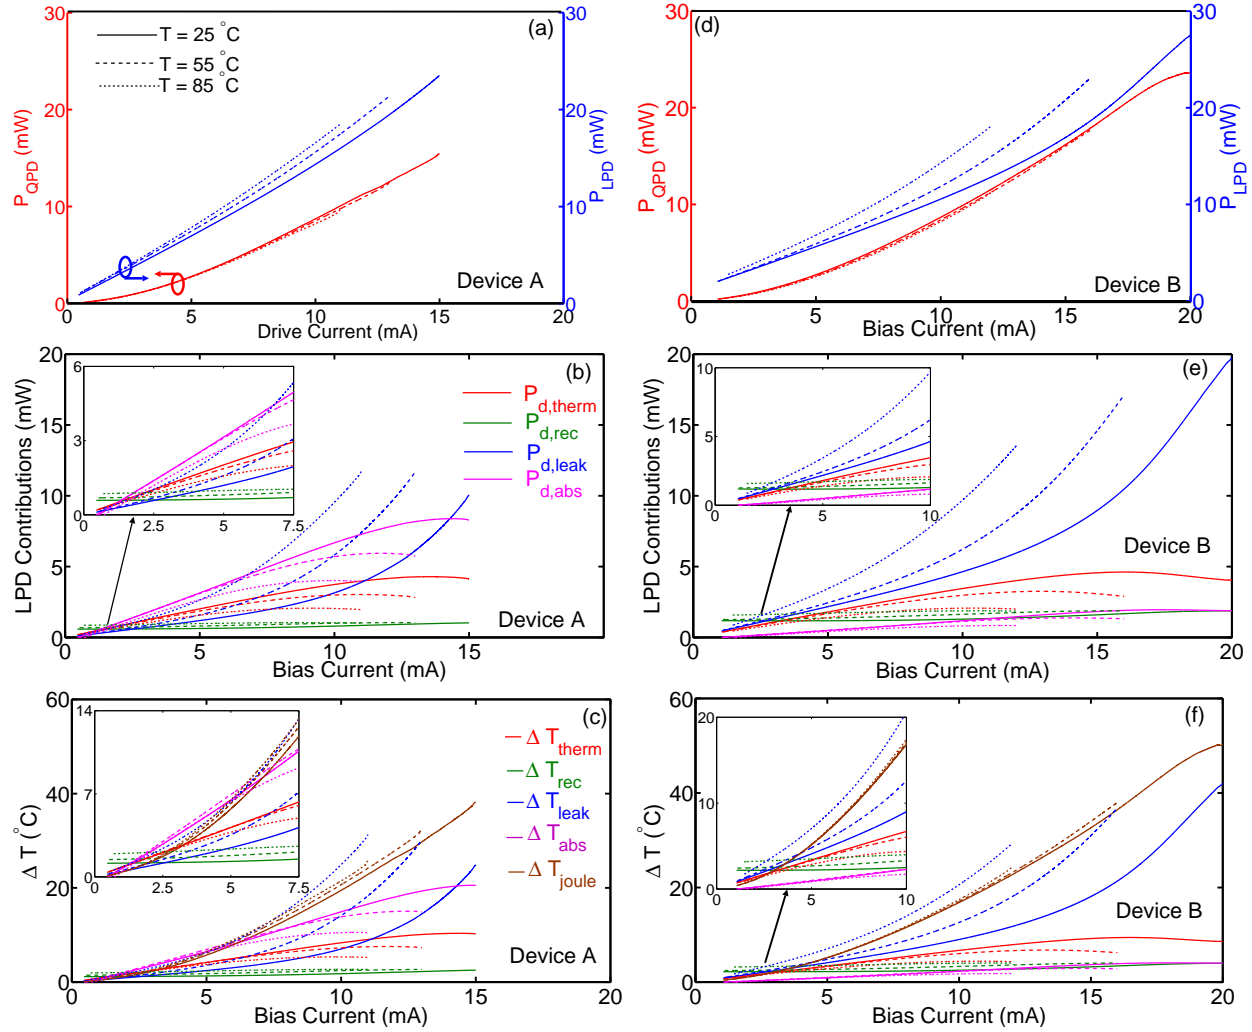 (a)
T = 25 °C
T = 55 °C
T = 85 °C
30
20
10
0
P_QPD (mW)
30
20
10
0
P_LPD (mW)
Device A
0 5 10 15 20
Drive Current (mA)
(d)
30
20
10
0
P_QPD (mW)
30
20
10
0
P_LPD (mW)
Device B
0 5 10 15 20
Bias Current (mA)
(b)
20
15
10
5
0
LPD Contributions (mW)
6
3
0
0 2.5 5 7.5
P_d,therm
P_d,rec
P_d,leak
P_d,abs
Device A
0 5 10 15
Bias Current (mA)
(e)
20
15
10
5
0
LPD Contributions (mW)
10
5
0
0 5 10
Device B
0 5 10 15 20
Bias Current (mA)
(c)
60
40
20
0
Δ T (°C)
14
7
0
0 2.5 5 7.5
Δ T_therm
Δ T_rec
Δ T_leak
Δ T_abs
Δ T_joule
Device A
0 5 10 15 20
Bias Current (mA)
(f)
60
40
20
0
Δ T (°C)
20
10
0
0 5 10
Device B
0 5 10 15 20
Bias Current (mA)